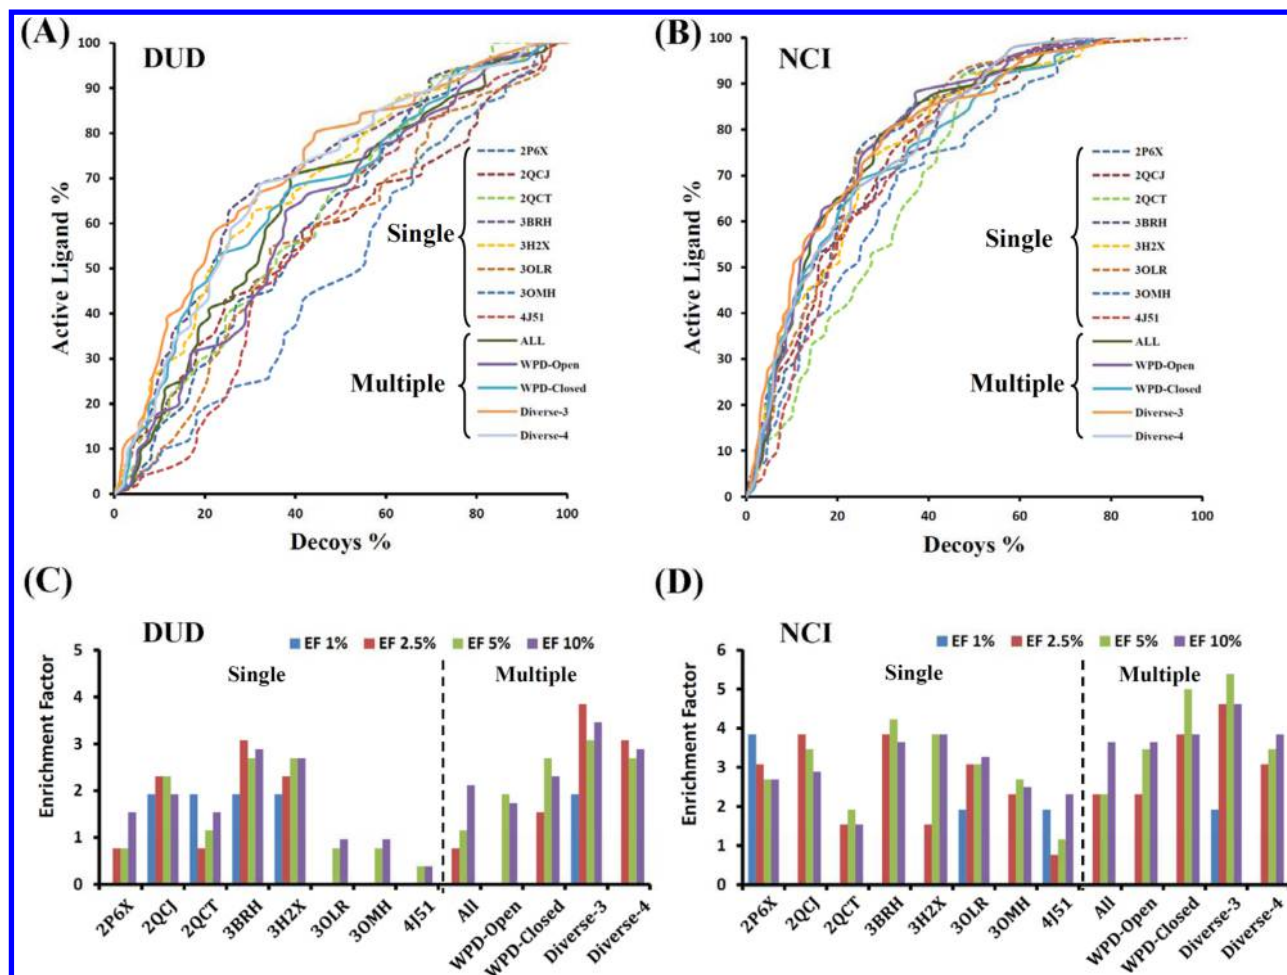 (A)
DUD
Active Ligand %
100
90
80
70
60
50
40
30
20
10
0
0 20 40 60 80 100
Decoys %
Single
2P6X
2QCJ
2QCT
3BRH
3H2X
3OLR
3OMH
4J51
Multiple
ALL
WPD-Open
WPD-Closed
Diverse-3
Diverse-4
(B)
NCI
Active Ligand %
100
90
80
70
60
50
40
30
20
10
0
0 20 40 60 80 100
Decoys %
Single
2P6X
2QCJ
2QCT
3BRH
3H2X
3OLR
3OMH
4J51
Multiple
ALL
WPD-Open
WPD-Closed
Diverse-3
Diverse-4
(C)
DUD
EF 1% EF 2.5% EF 5% EF 10%
Single Multiple
Enrichment Factor
5
4
3
2
1
0
2P6X 2QCJ 2QCT 3BRH 3H2X 3OLR 3OMH 4J51 All WPD-Open WPD-Closed Diverse-3 Diverse-4
(D)
NCI
EF 1% EF 2.5% EF 5% EF 10%
Single Multiple
Enrichment Factor
6
5
4
3
2
1
0
2P6X 2QCJ 2QCT 3BRH 3H2X 3OLR 3OMH 4J51 All WPD-Open WPD-Closed Diverse-3 Diverse-4